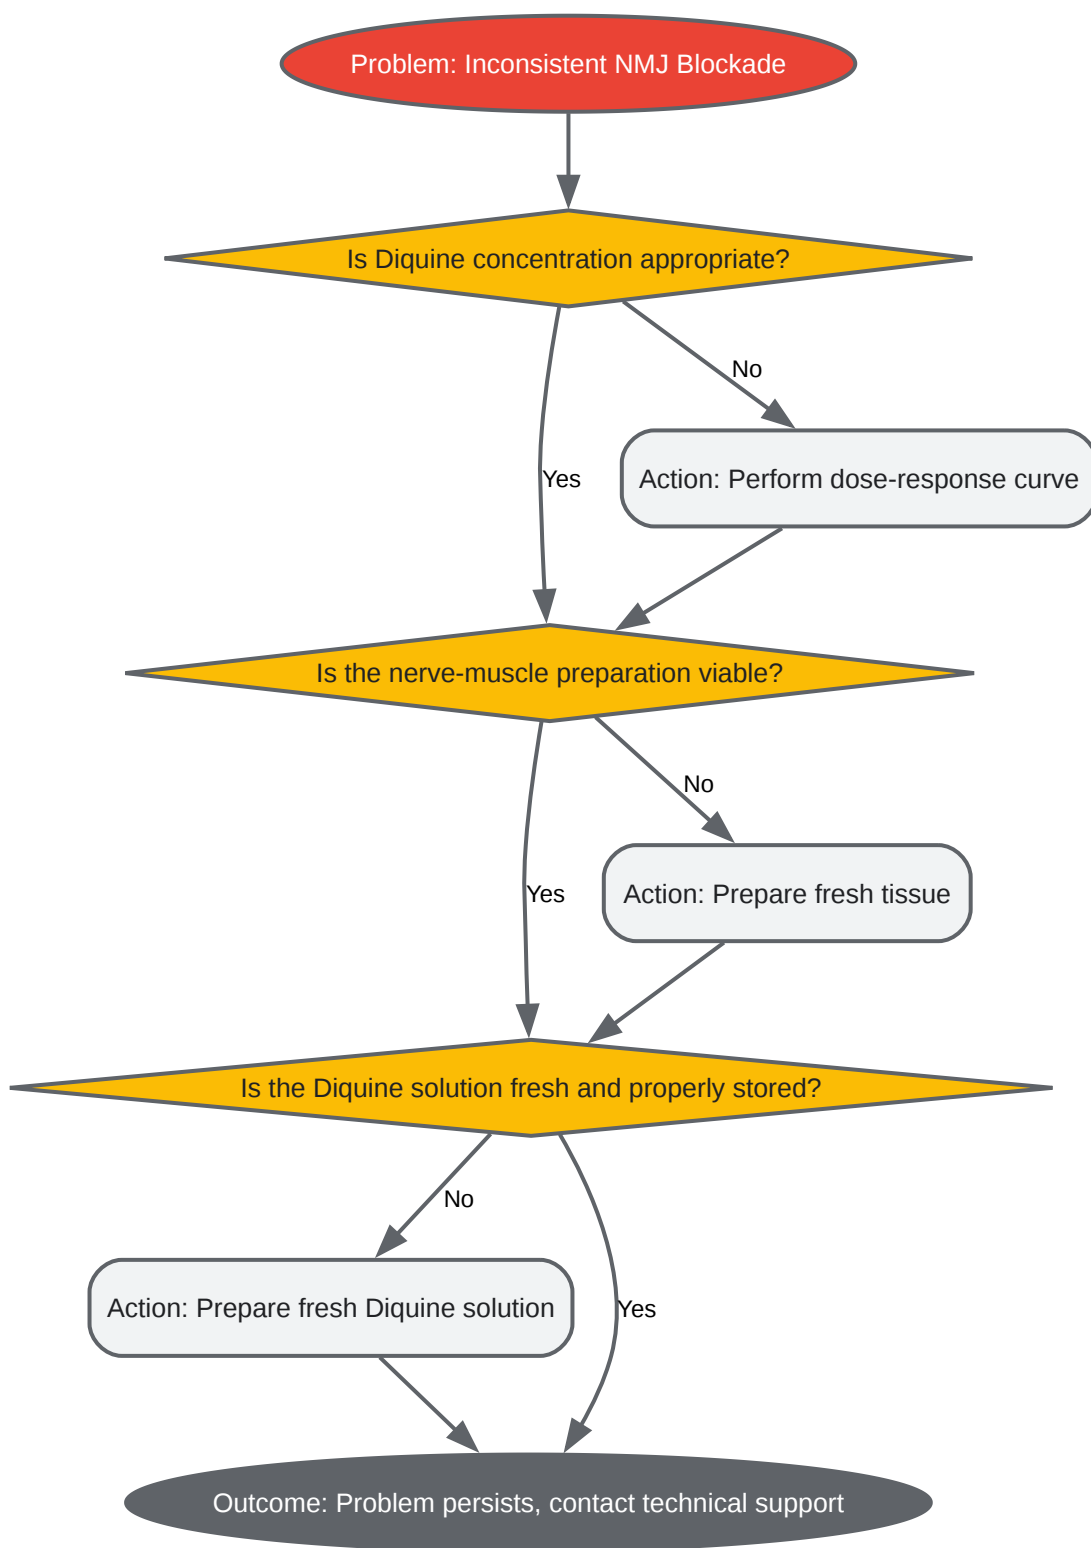 Problem: Inconsistent NMJ Blockade
Is Diquine concentration appropriate?
No
Yes
Action: Perform dose-response curve
Is the nerve-muscle preparation viable?
No
Yes
Action: Prepare fresh tissue
Is the Diquine solution fresh and properly stored?
No
Yes
Action: Prepare fresh Diquine solution
Outcome: Problem persists, contact technical support